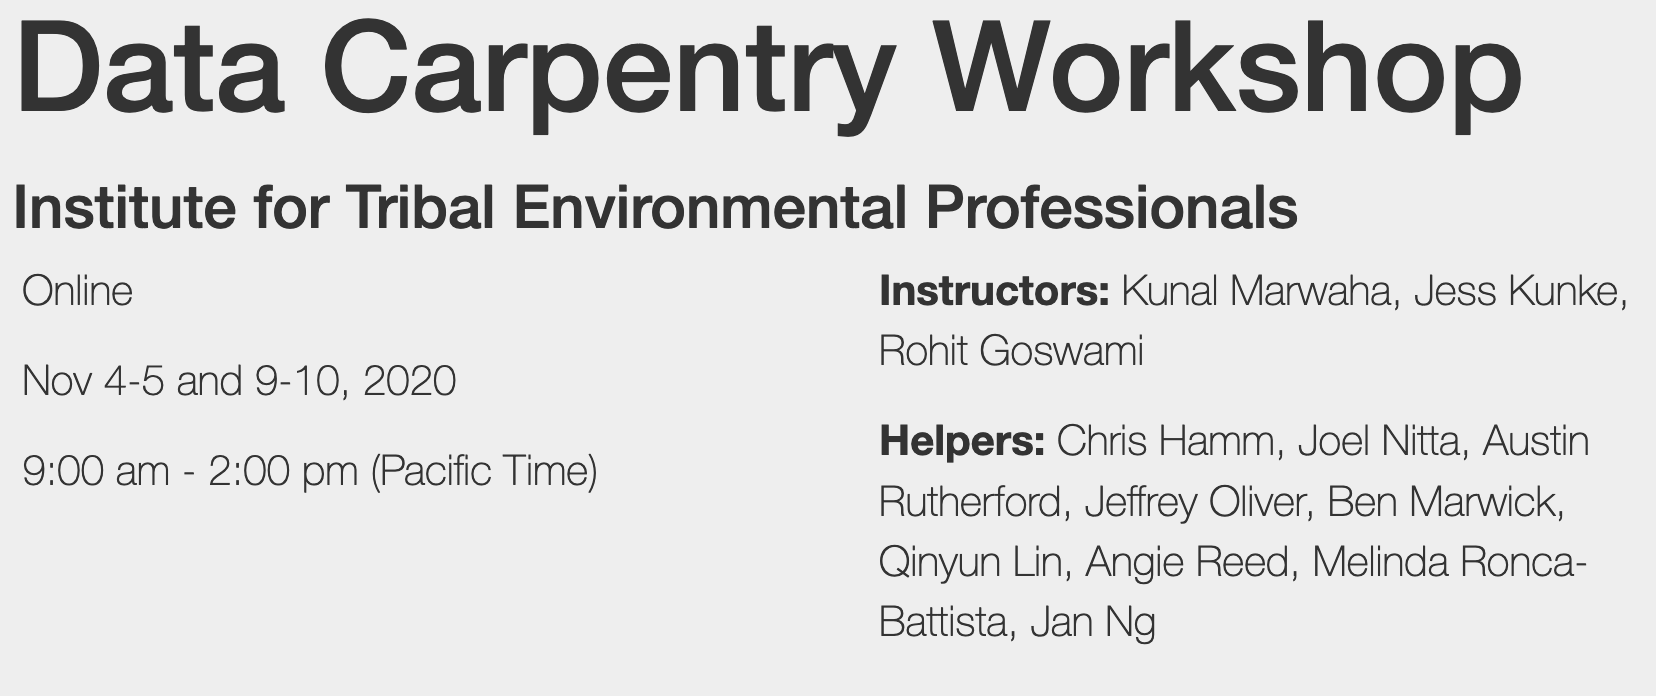 Data Carpentry Workshop
Institute for Tribal Environmental Professionals
Online
Nov 4-5 and 9-10, 2020
9:00 am - 2:00 pm (Pacific Time)
Instructors: Kunal Marwaha, Jess Kunke,
Rohit Goswami
Helpers: Chris Hamm, Joel Nitta, Austin
Rutherford, Jeffrey Oliver, Ben Marwick,
Qinyun Lin, Angie Reed, Melinda Ronca-
Battista, Jan Ng